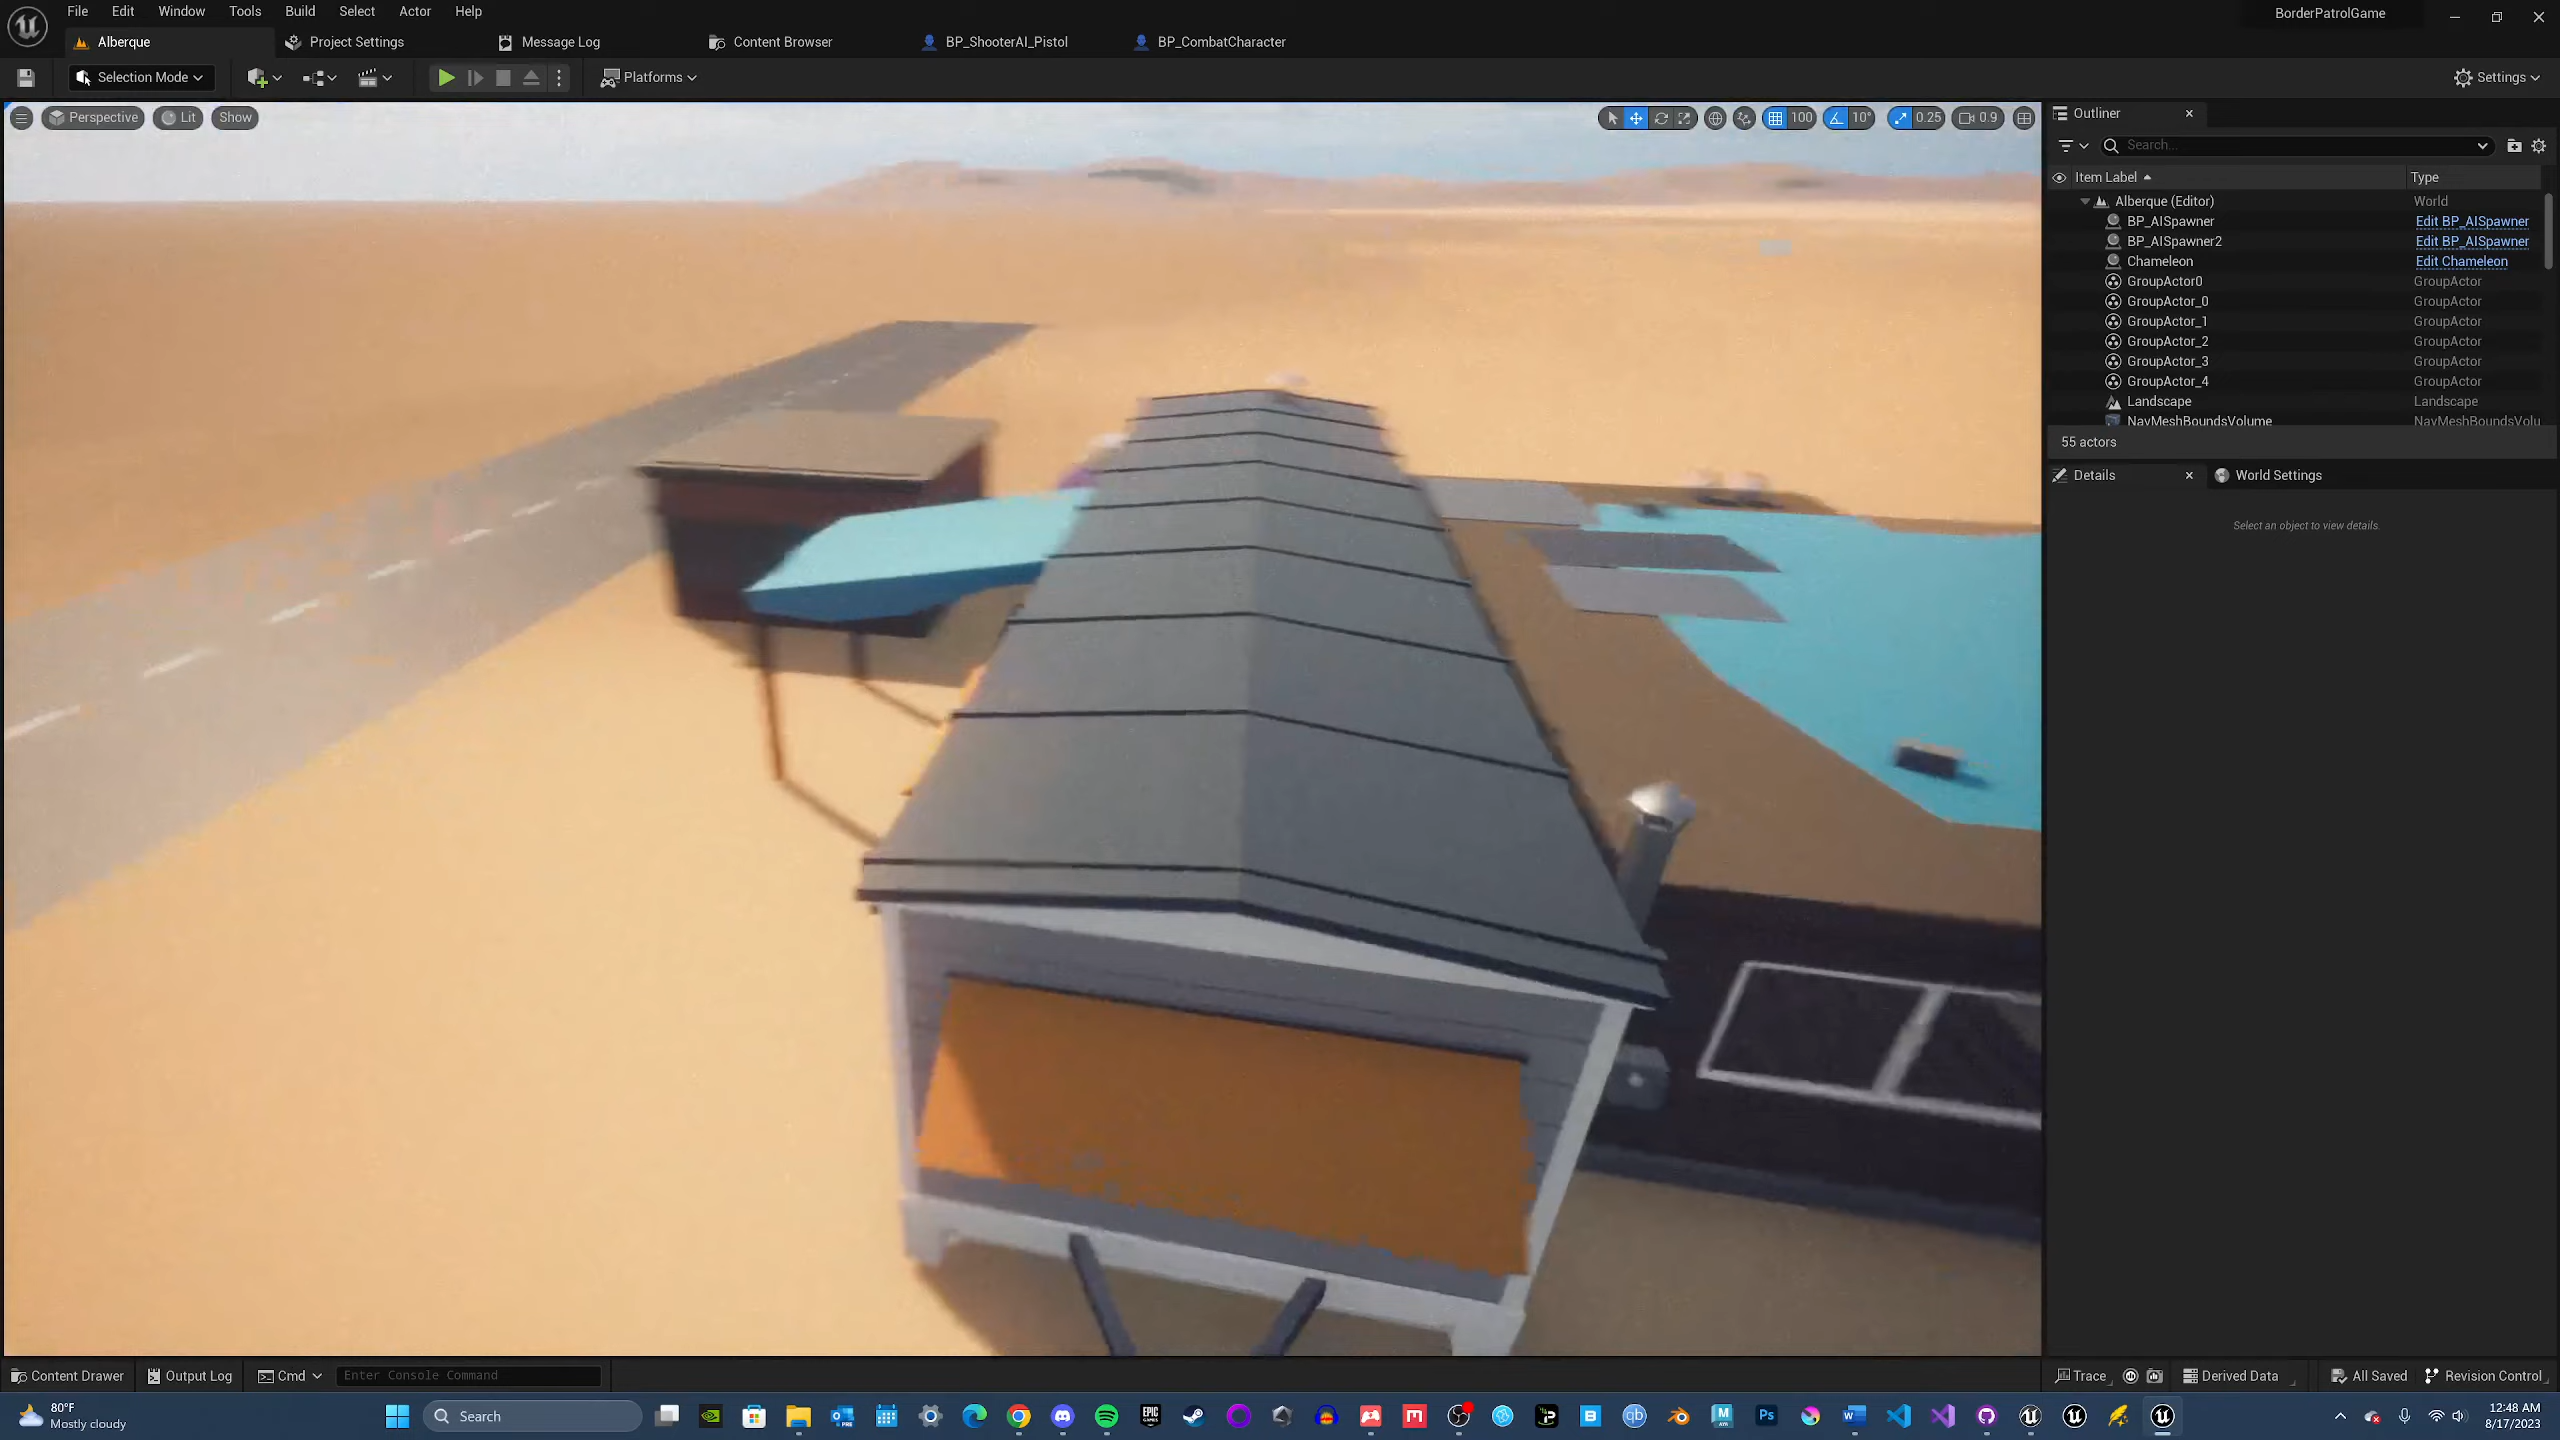 File Edit Window Tools Build Select Actor Help
BorderPatrolGame
Alberque
Project Settings
Message Log
Content Browser
BP_ShooterAI_Pistol
BP_CombatCharacter
Selection Mode
Platforms
Settings
Perspective
Lit
Show
100
10°
0.25
0.9
Outliner
Search...
Item Label
Type
Alberque (Editor) World
BP_AISpawner Edit BP_AISpawner
BP_AISpawner2 Edit BP_AISpawner
Chameleon Edit Chameleon
GroupActor0 GroupActor
GroupActor_0 GroupActor
GroupActor_1 GroupActor
GroupActor_2 GroupActor
GroupActor_3 GroupActor
GroupActor_4 GroupActor
Landscape Landscape
NavMeshBoundsVolume NavMeshBoundsVolu
55 actors
Details
World Settings
Select an object to view details.
Content Drawer
Output Log
Cmd
Enter Console Command
Trace
Derived Data
All Saved
Revision Control
80°F
Mostly cloudy
Search
12:48 AM
8/17/2023